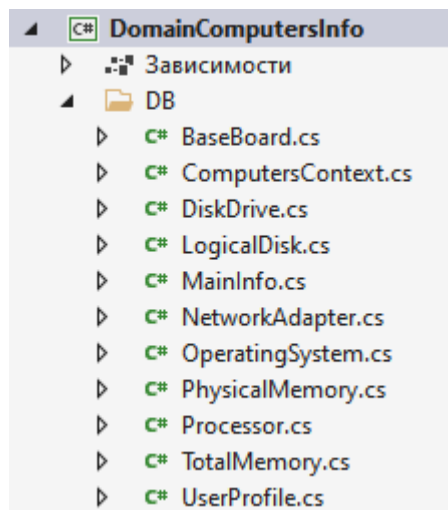 C# DomainComputersInfo
Зависимости
DB
C# BaseBoard.cs
C# ComputersContext.cs
C# DiskDrive.cs
C# LogicalDisk.cs
C# MainInfo.cs
C# NetworkAdapter.cs
C# OperatingSystem.cs
C# PhysicalMemory.cs
C# Processor.cs
C# TotalMemory.cs
C# UserProfile.cs